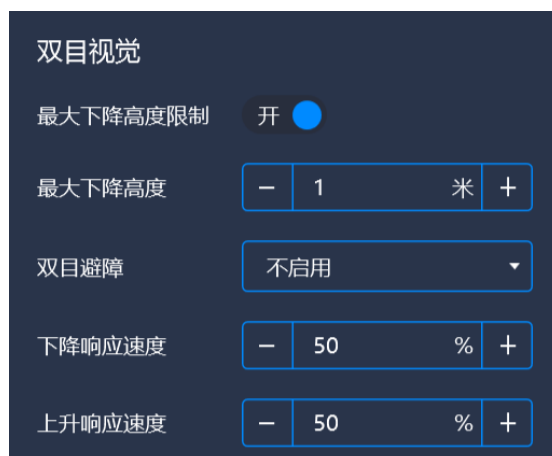 双目视觉
最大下降高度限制 开
最大下降高度 − 1 米 +
双目避障 不启用
下降响应速度 − 50 % +
上升响应速度 − 50 % +